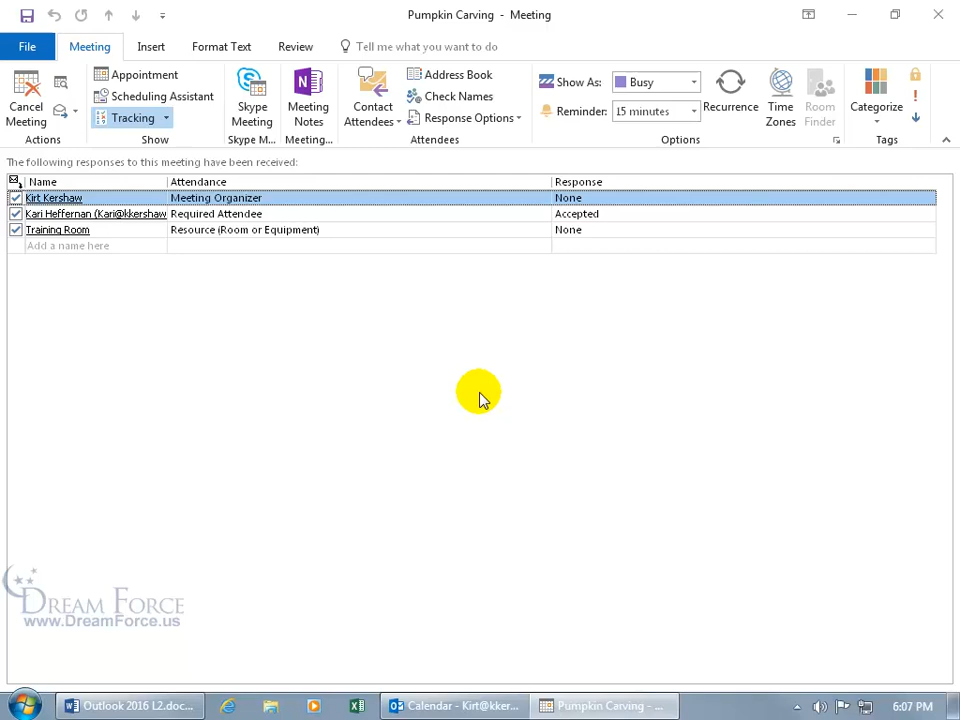 Pumpkin Carving - Meeting
File Meeting Insert Format Text Review Tell me what you want to do
Cancel Meeting
Appointment
Scheduling Assistant
Tracking
Skype Meeting
Meeting Notes
Contact Attendees
Address Book
Check Names
Response Options
Show As: Busy
Reminder: 15 minutes
Recurrence
Time Zones
Room Finder
Categorize
Actions Show Skype M... Meeting... Attendees Options Tags
The following responses to this meeting have been received:
Name Attendance Response
Kirt Kershaw Meeting Organizer None
Kari Heffernan (Kari@kkershaw Required Attendee Accepted
Training Room Resource (Room or Equipment) None
Add a name here
DREAM FORCE
www.DreamForce.us
Outlook 2016 L2.doc... Calendar - Kirt@kker... Pumpkin Carving - ... 6:07 PM